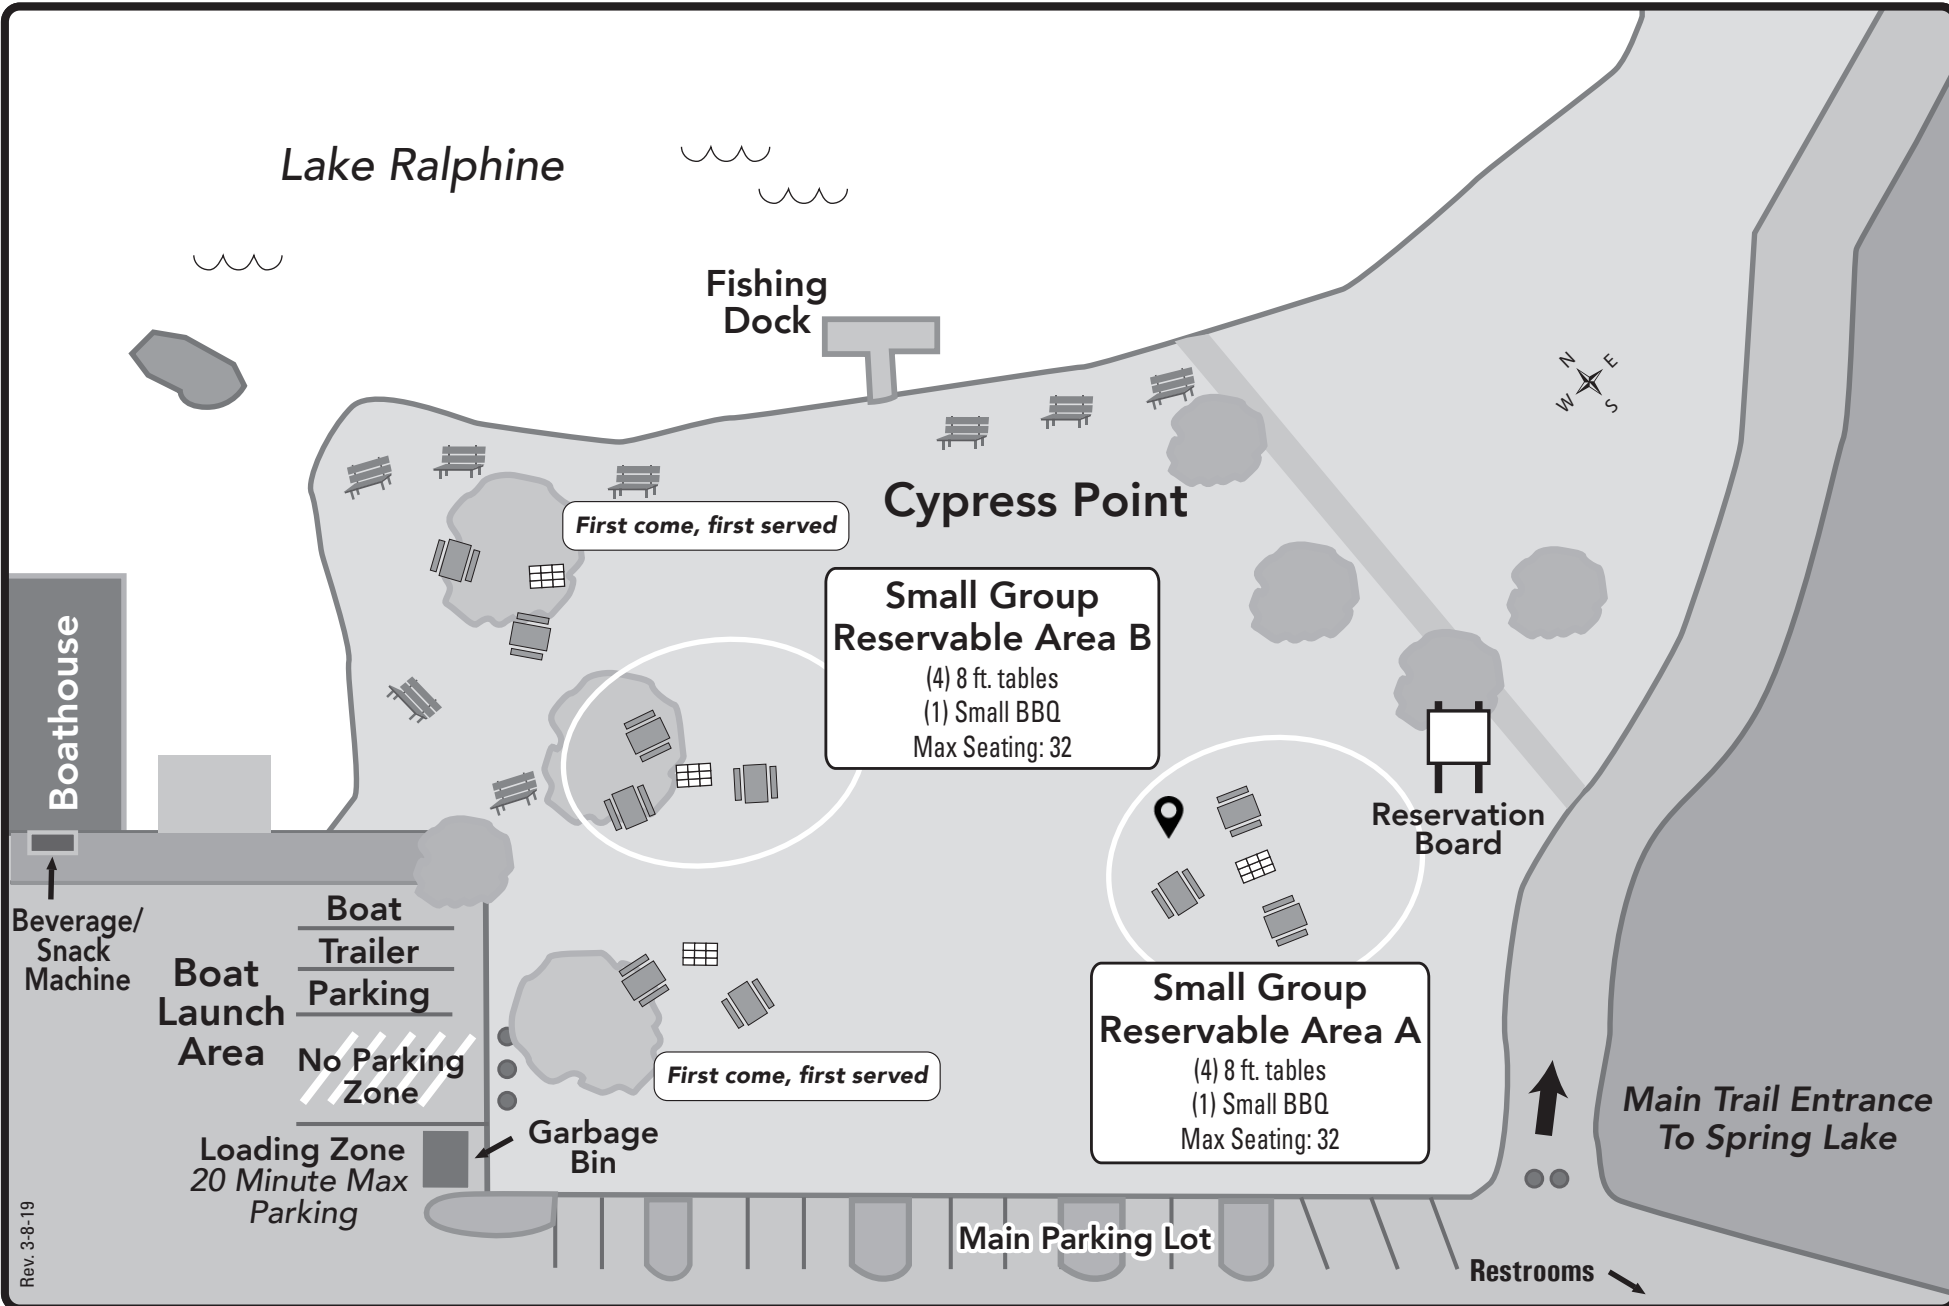 Lake Ralphine
Fishing
Dock
N
E
W
S
Cypress Point
First come, first served
Small Group
Reservable Area B
(4) 8 ft. tables
(1) Small BBQ
Max Seating: 32
Boathouse
Reservation
Board
Beverage/
Snack
Machine
Boat
Trailer
Parking
Boat
Launch
Area
No Parking
Zone
Small Group
Reservable Area A
(4) 8 ft. tables
(1) Small BBQ
Max Seating: 32
First come, first served
Main Trail Entrance
To Spring Lake
Garbage
Bin
Loading Zone
20 Minute Max
Parking
Main Parking Lot
Restrooms
Rev. 3-8-19